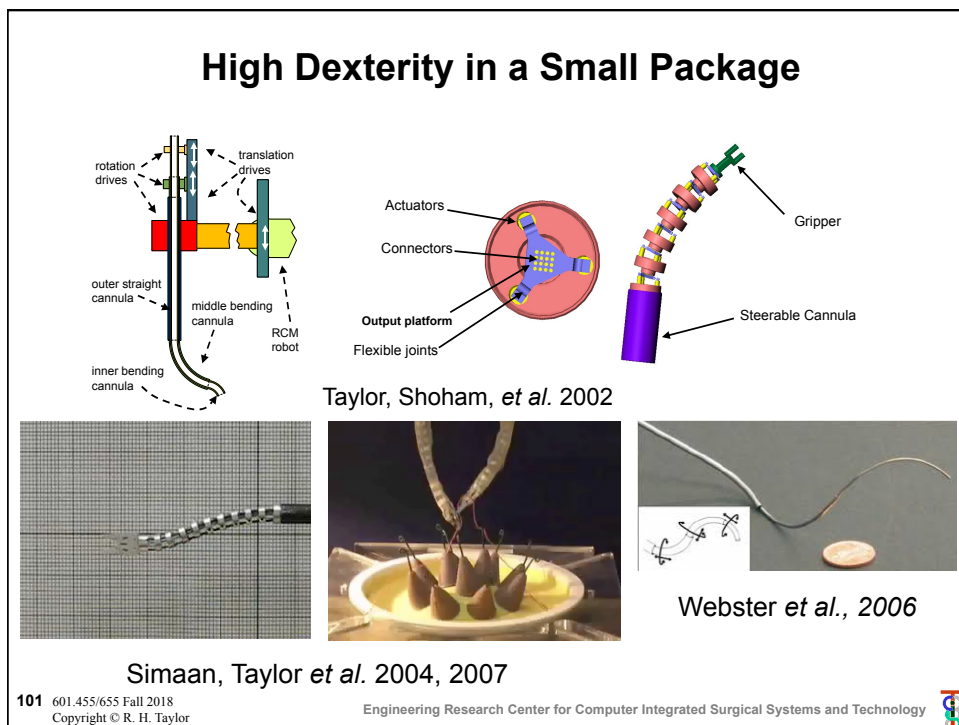 High Dexterity in a Small Package
rotation
drives
translation
drives
outer straight
cannula
middle bending
cannula
RCM
robot
inner bending
cannula
Actuators
Connectors
Output platform
Flexible joints
Gripper
Steerable Cannula
Taylor, Shoham, et al. 2002
Webster et al., 2006
Simaan, Taylor et al. 2004, 2007
101 601.455/655 Fall 2018
Copyright © R. H. Taylor
Engineering Research Center for Computer Integrated Surgical Systems and Technology